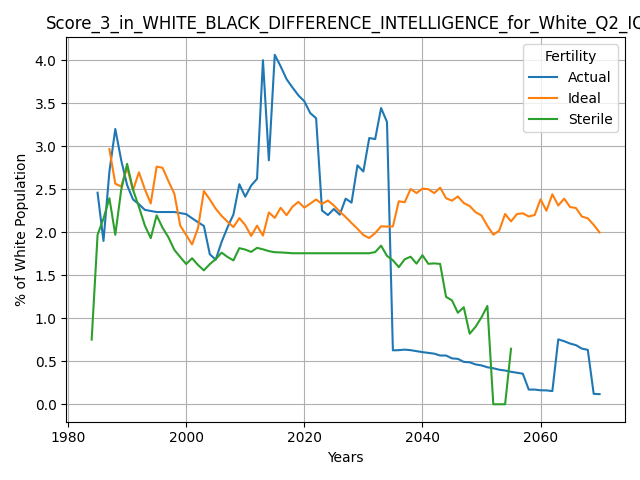 Score_3_in_WHITE_BLACK_DIFFERENCE_INTELLIGENCE_for_White_Q2_IQ
Fertility
Actual
Ideal
Sterile
% of White Population
4.0
3.5
3.0
2.5
2.0
1.5
1.0
0.5
0.0
1980
2000
2020
2040
2060
Years